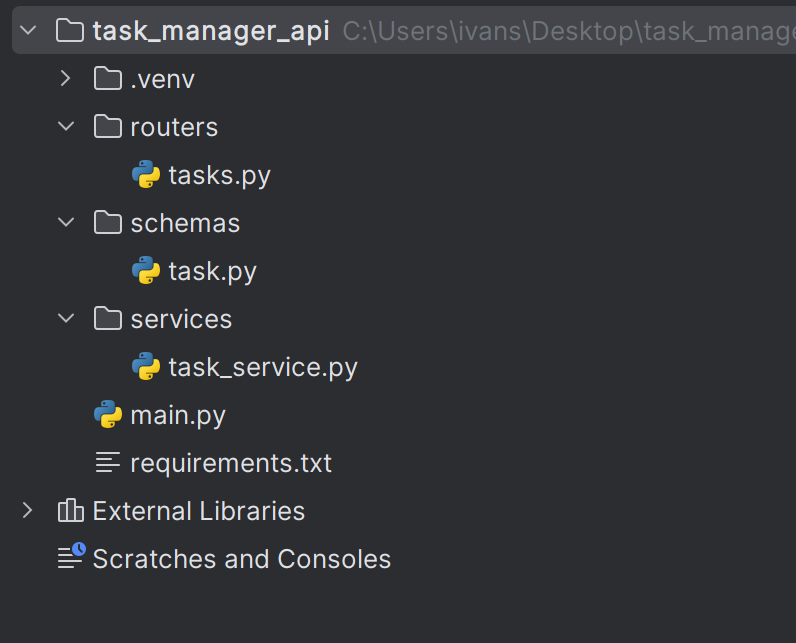 task_manager_api C:\Users\ivans\Desktop\task_manage
.venv
routers
tasks.py
schemas
task.py
services
task_service.py
main.py
requirements.txt
External Libraries
Scratches and Consoles